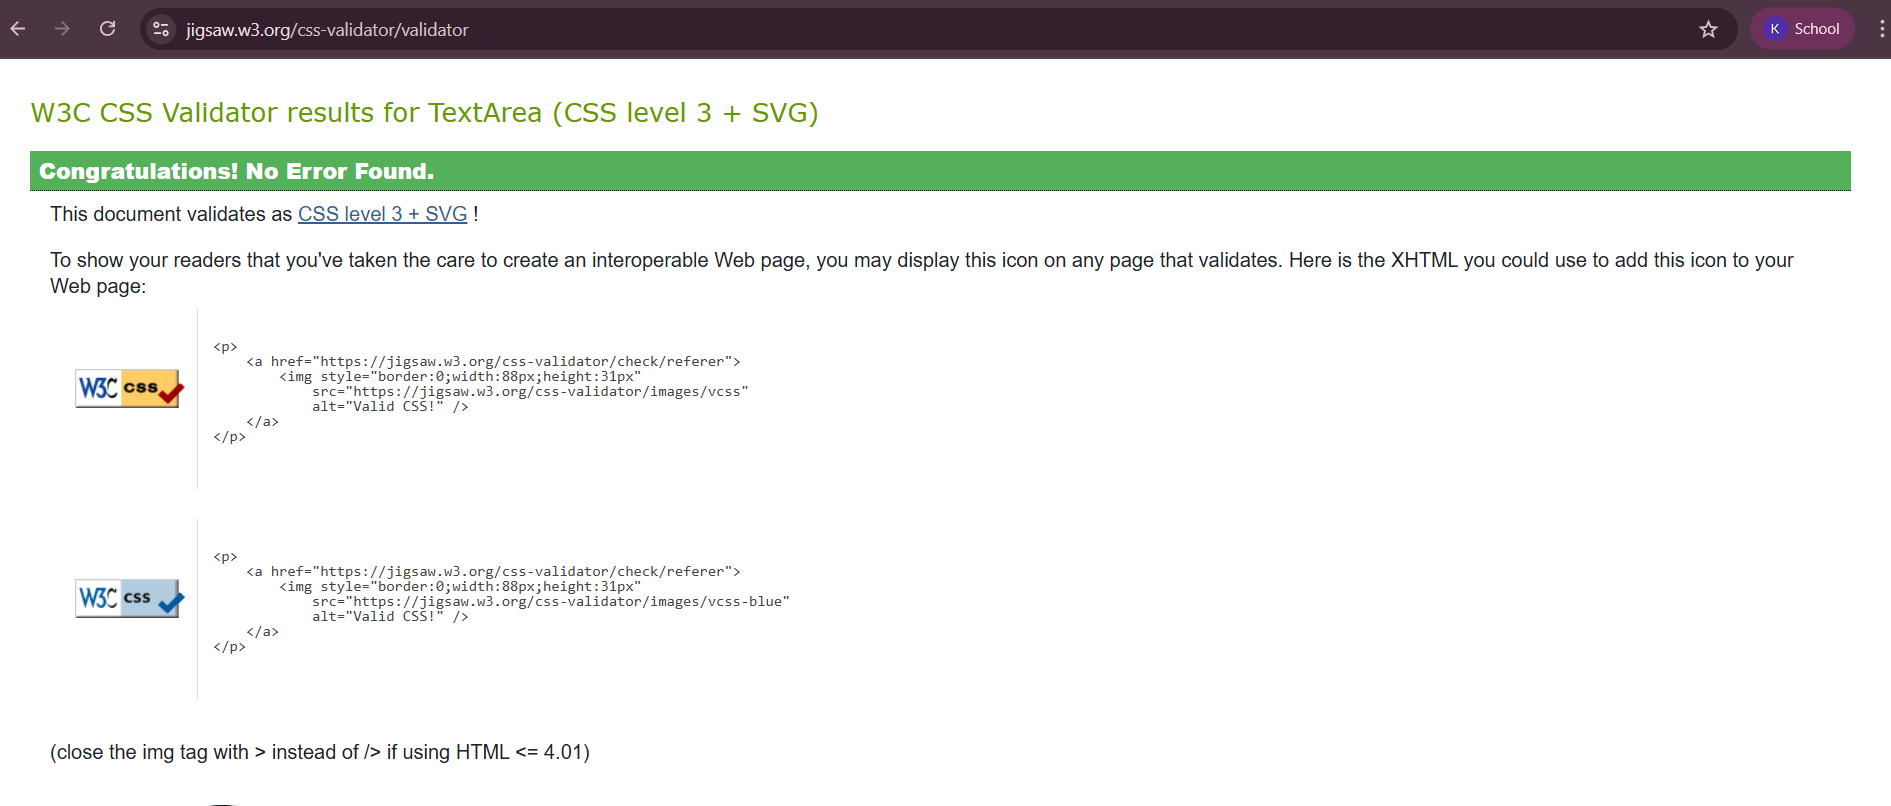 jigsaw.w3.org/css-validator/validator
K School
W3C CSS Validator results for TextArea (CSS level 3 + SVG)
Congratulations! No Error Found.
This document validates as CSS level 3 + SVG !
To show your readers that you've taken the care to create an interoperable Web page, you may display this icon on any page that validates. Here is the XHTML you could use to add this icon to your
Web page:
W3C css
<p>
    <a href="https://jigsaw.w3.org/css-validator/check/referer">
        <img style="border:0;width:88px;height:31px"
            src="https://jigsaw.w3.org/css-validator/images/vcss"
            alt="Valid CSS!" />
    </a>
</p>
W3C css
<p>
    <a href="https://jigsaw.w3.org/css-validator/check/referer">
        <img style="border:0;width:88px;height:31px"
            src="https://jigsaw.w3.org/css-validator/images/vcss-blue"
            alt="Valid CSS!" />
    </a>
</p>
(close the img tag with > instead of /> if using HTML <= 4.01)